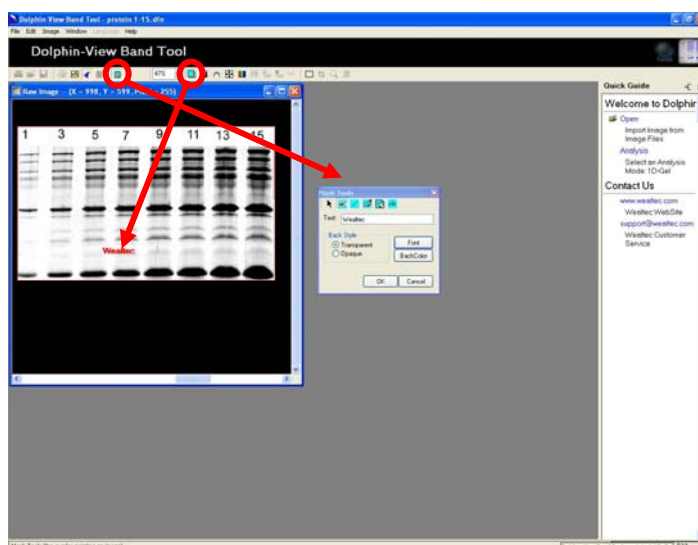 Dolphin View Band Tool - protein 1-15.dfn
File Edit Image Window Language Help
Dolphin-View Band Tool
47%
Raw Image -- (X - 998, Y - 599,
1 3 5 7 9 11 13 15
Wealtec
Mark Tools
Text: Wealtec
Back Style
Transparent
Opaque
Font
BackColor
OK Cancel
Quick Guide
Welcome to Dolphin
Open
Import Image from
Image Files
Analysis
Select an Analysis
Mode: 1D-Gel
Contact Us
www.wealtec.com
Wealtec WebSite
support@wealtec.com
Wealtec Customer
Service